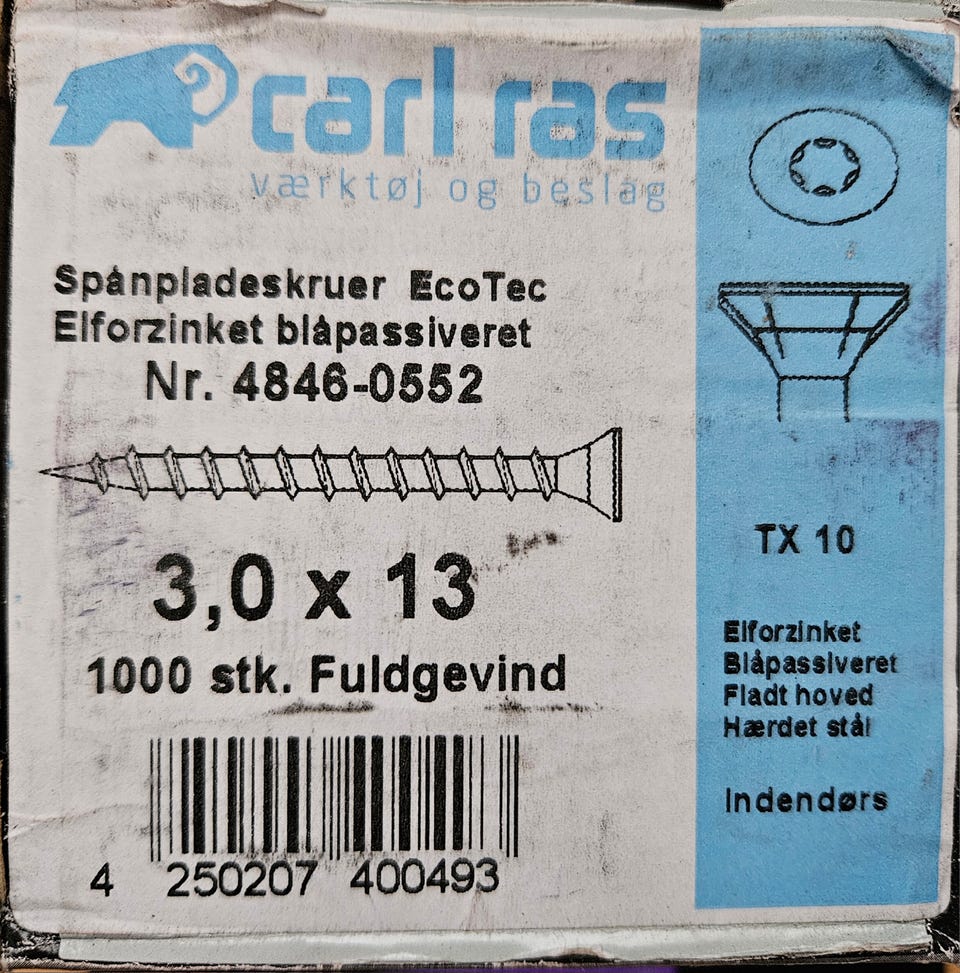 carl ras
værktøj og beslag
Spånpladeskruer EcoTec
Elforzinket blåpassiveret
Nr. 4846-0552
3,0 x 13
1000 stk. Fuldgevind
4 250207 400493
TX 10
Elforzinket
Blåpassiveret
Fladt hoved
Hærdet stål
Indendørs